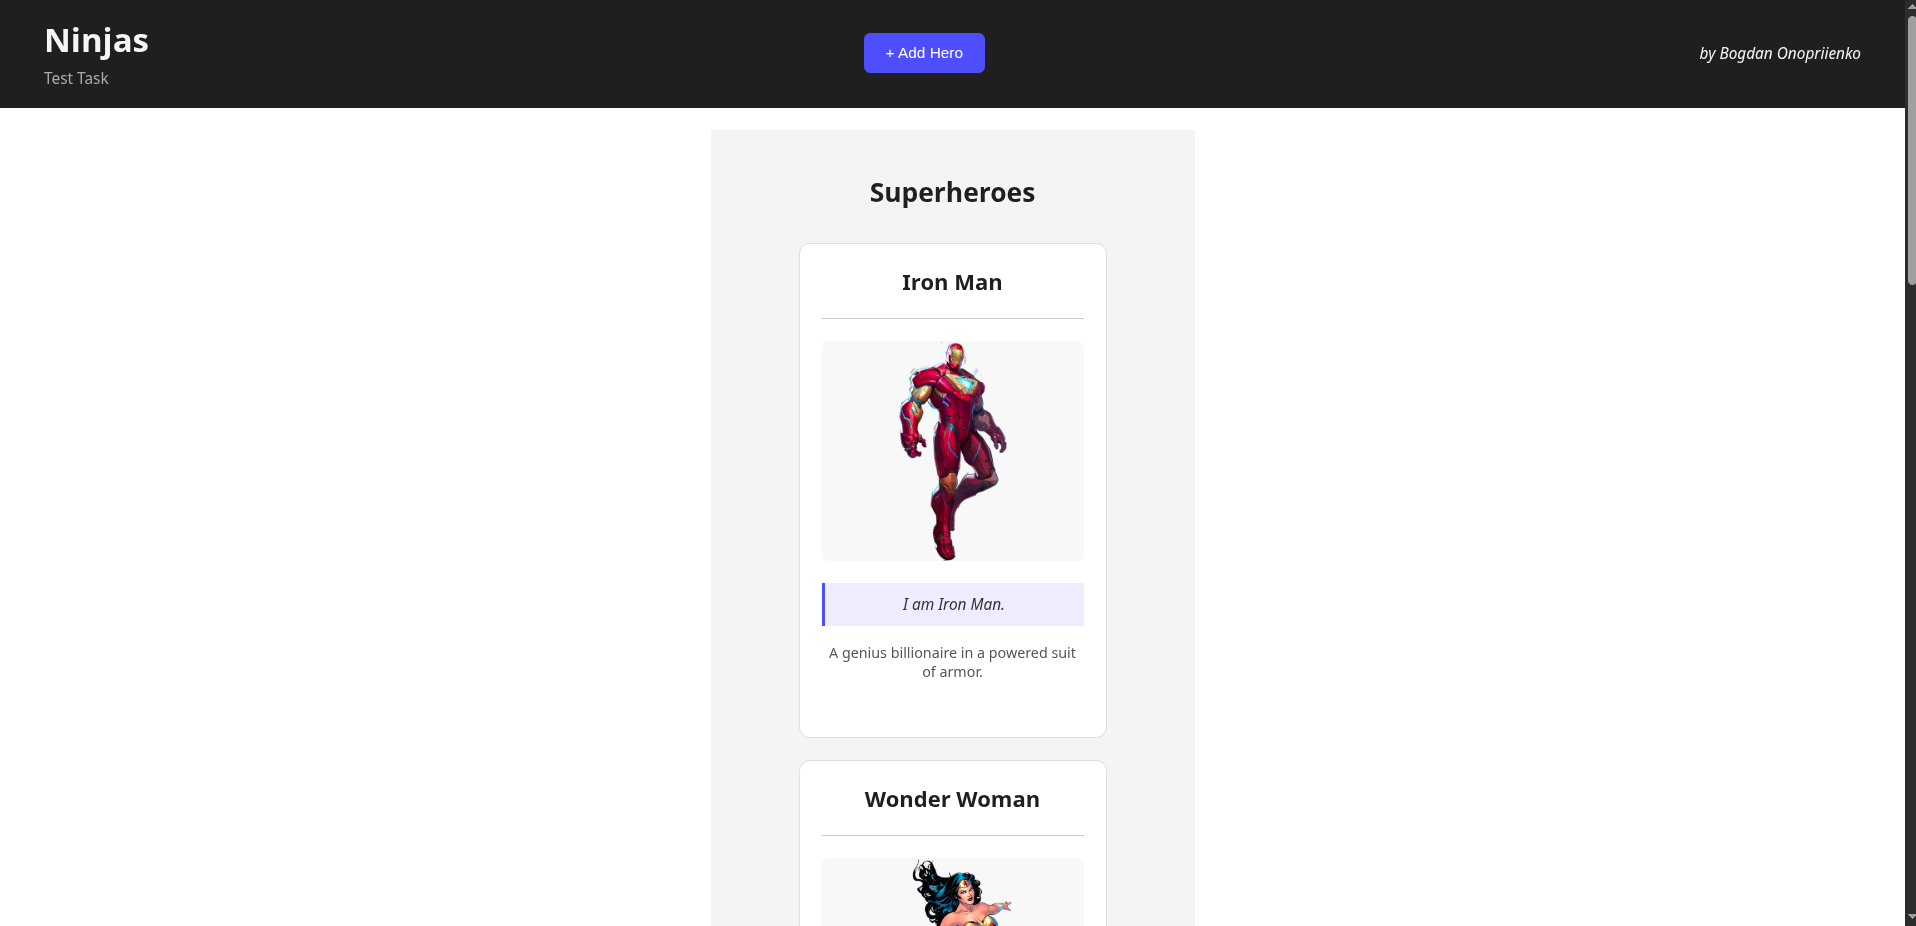 Ninjas
Test Task
+ Add Hero
by Bogdan Onopriienko
Superheroes
Iron Man
I am Iron Man.
A genius billionaire in a powered suit
of armor.
Wonder Woman